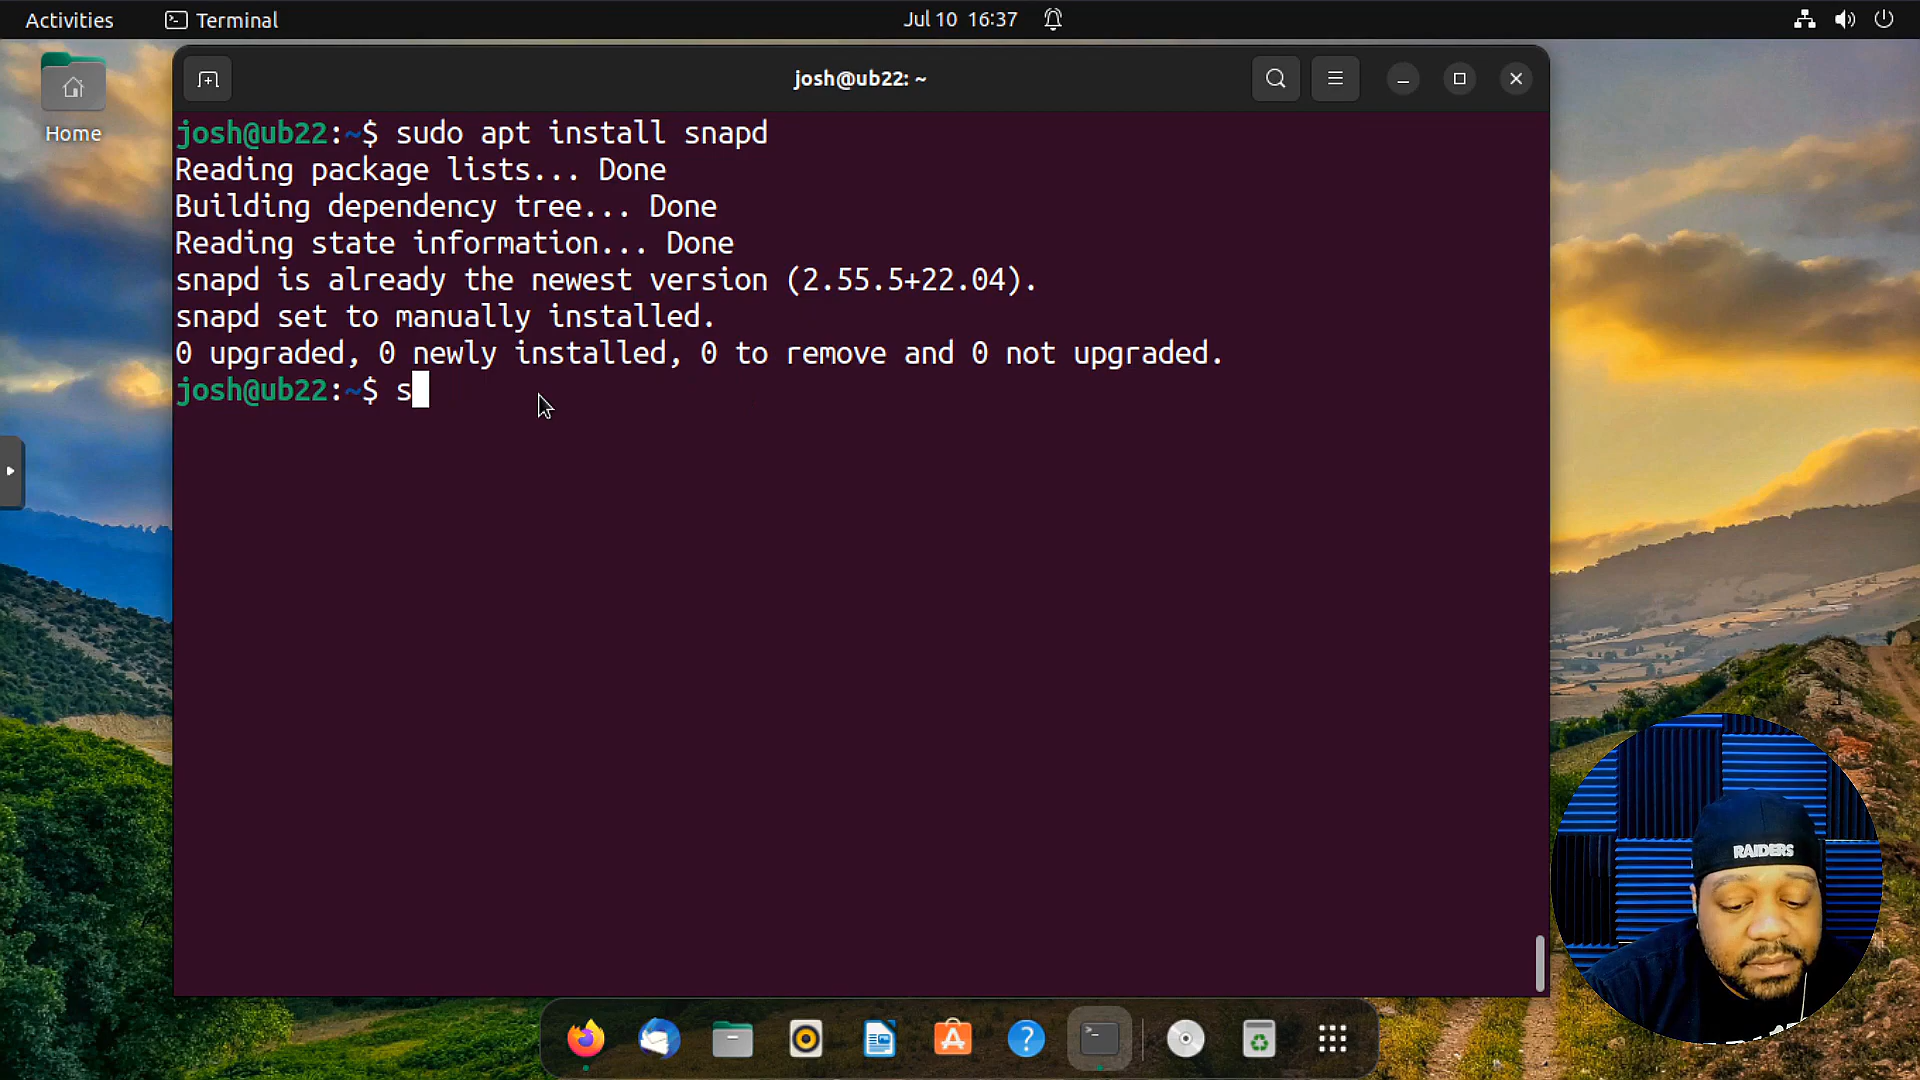 Activities
Terminal
Jul 10 16:37
josh@ub22: ~
Home
josh@ub22:~$ sudo apt install snapd
Reading package lists... Done
Building dependency tree... Done
Reading state information... Done
snapd is already the newest version (2.55.5+22.04).
snapd set to manually installed.
0 upgraded, 0 newly installed, 0 to remove and 0 not upgraded.
josh@ub22:~$ s
RAIDERS